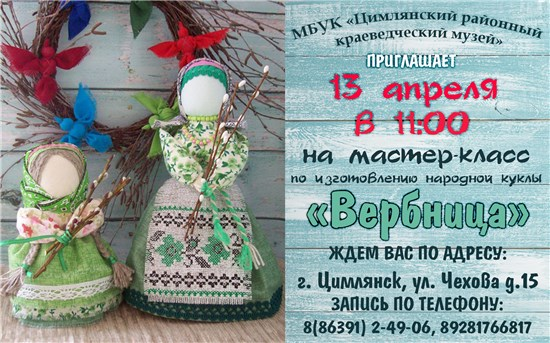 МБУК «Цимлянский районный
краеведческий музей»
ПРИГЛАШАЕТ
13 апреля
в 11:00
на мастер-класс
по изготовлению народной куклы
«Вербница»
ЖДЕМ ВАС ПО АДРЕСУ:
г. Цимлянск, ул. Чехова д.15
ЗАПИСЬ ПО ТЕЛЕФОНУ:
8(86391) 2-49-06, 89281766817